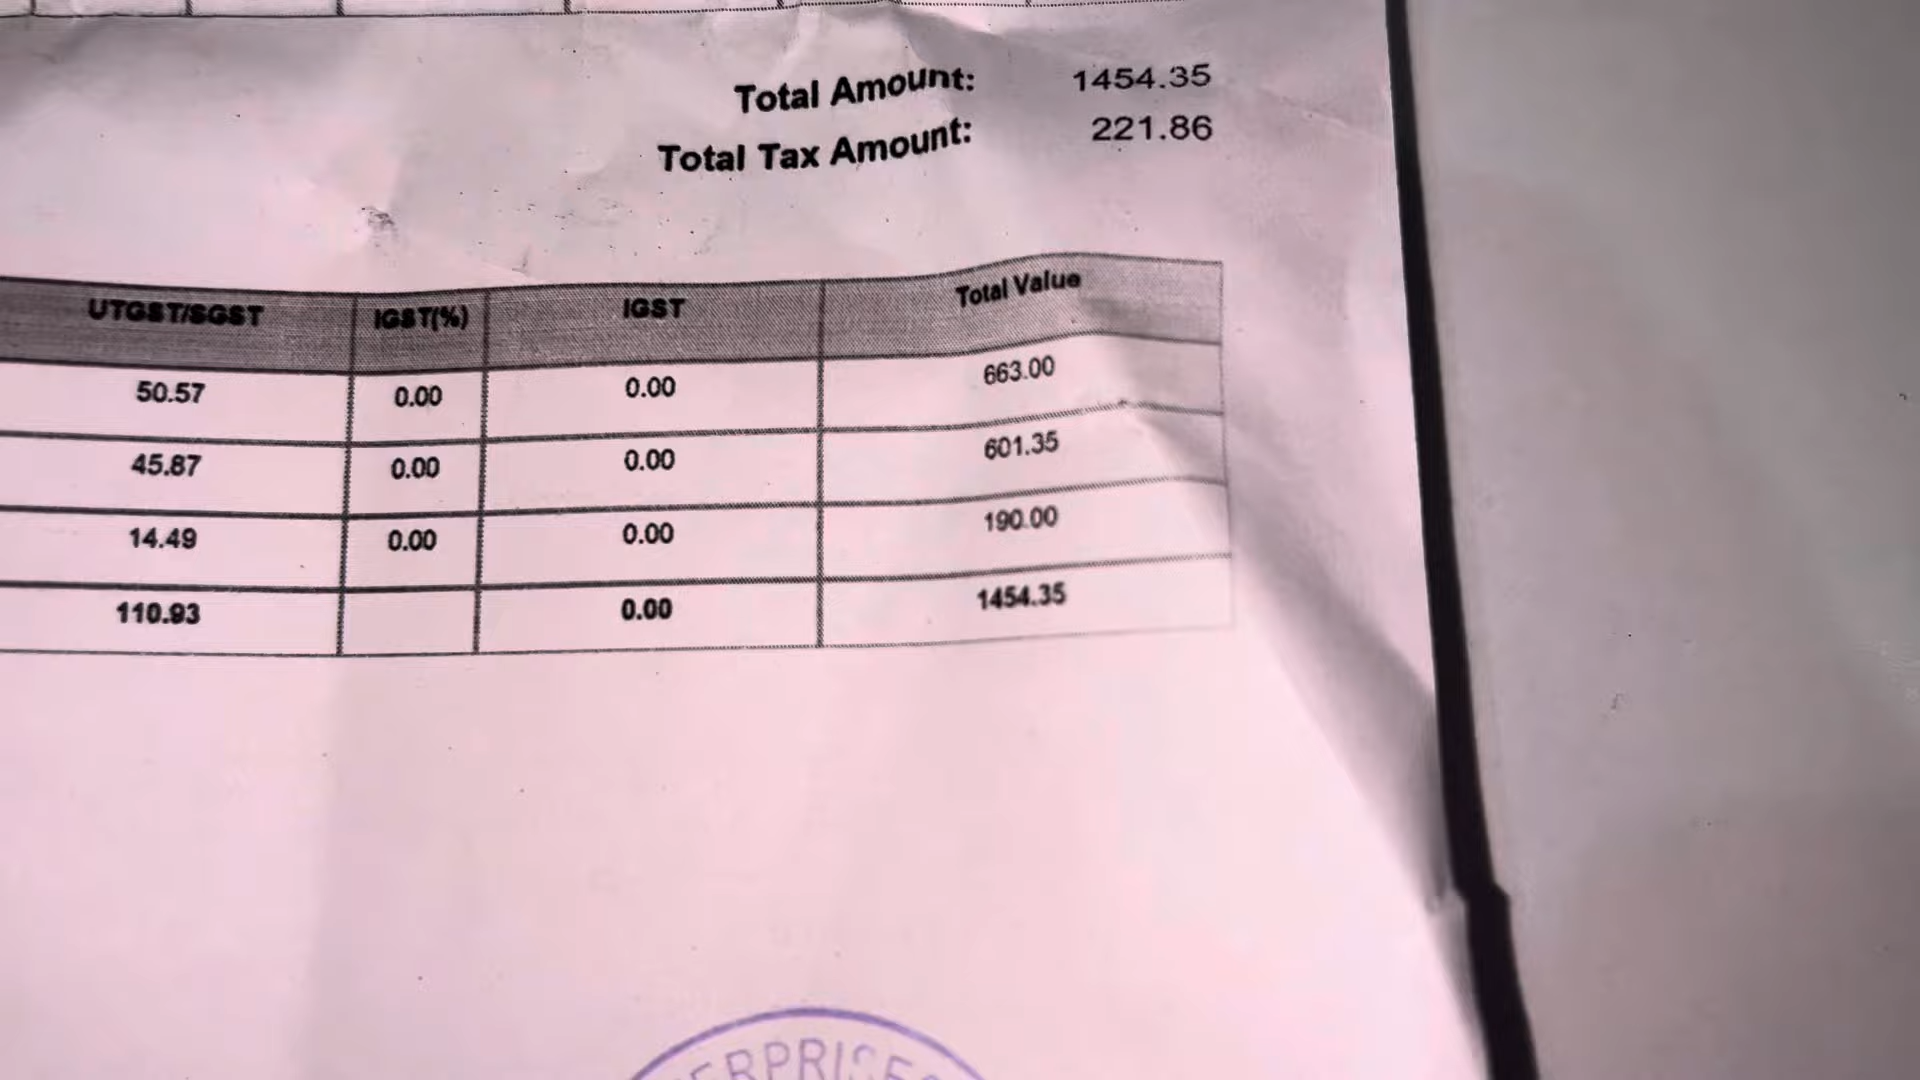 Total Amount: 1454.35
Total Tax Amount: 221.86
UTGST/SGST IGST(%) IGST Total Value
50.57 0.00 0.00 663.00
45.87 0.00 0.00 601.35
14.49 0.00 0.00 190.00
110.93 0.00 1454.35